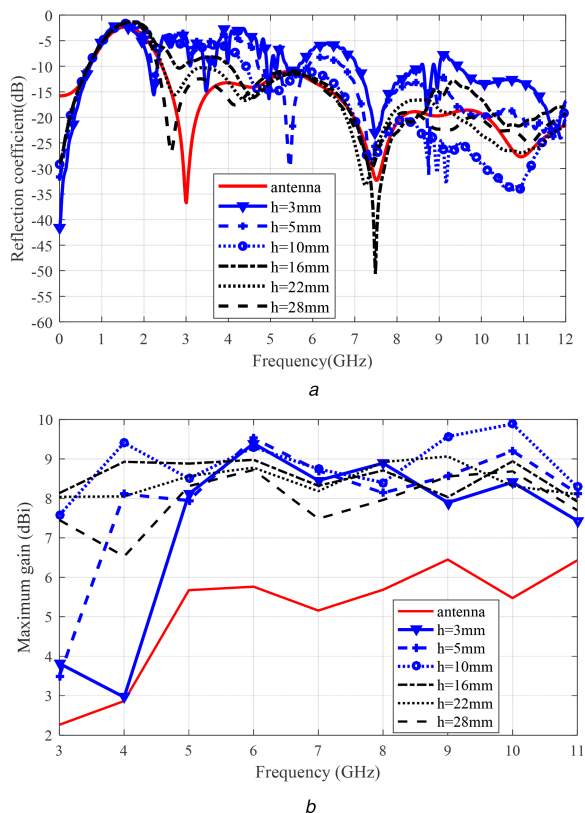 0
-5
-10
-15
-20
-25
-30
-35
-40
-45
-50
-55
-60
Reflection coefficient(dB)
antenna
h=3mm
h=5mm
h=10mm
h=16mm
h=22mm
h=28mm
0 1 2 3 4 5 6 7 8 9 10 11 12
Frequency(GHz)
a
10
9
8
7
6
5
4
3
2
Maximum gain (dBi)
antenna
h=3mm
h=5mm
h=10mm
h=16mm
h=22mm
h=28mm
3 4 5 6 7 8 9 10 11
Frequency (GHz)
b